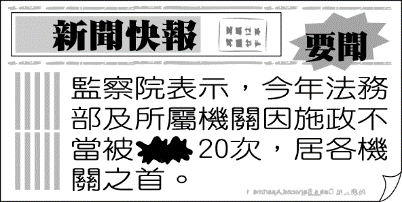 新聞快報
要聞
監察院表示，今年法務
部及所屬機關因施政不
當被 20次，居各機
關之首。